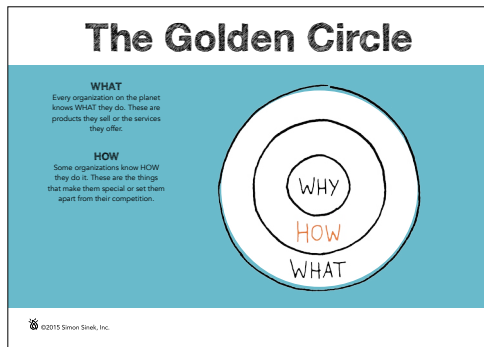 The Golden Circle
WHAT
Every organization on the planet
knows WHAT they do. These are
products they sell or the services
they offer.
HOW
Some organizations know HOW
they do it. These are the things
that make them special or set them
apart from their competition.
WHY
HOW
WHAT
©2015 Simon Sinek, Inc.